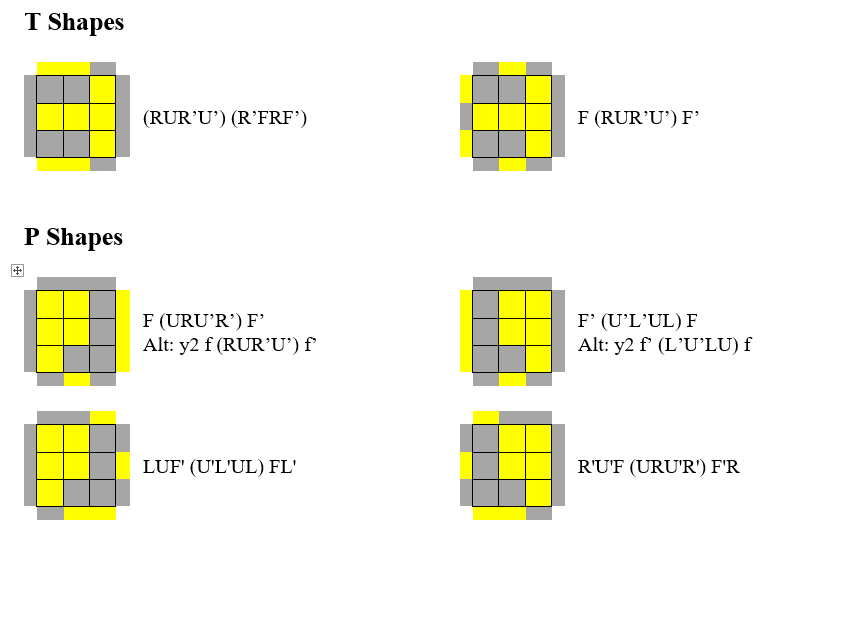 T Shapes
(RUR’U’) (R’FRF’)
F (RUR’U’) F’
P Shapes
F (URU’R’) F’
Alt: y2 f (RUR’U’) f’
F’ (U’L’UL) F
Alt: y2 f’ (L’U’LU) f
LUF' (U'L'UL) FL'
R'U'F (URU'R') F'R